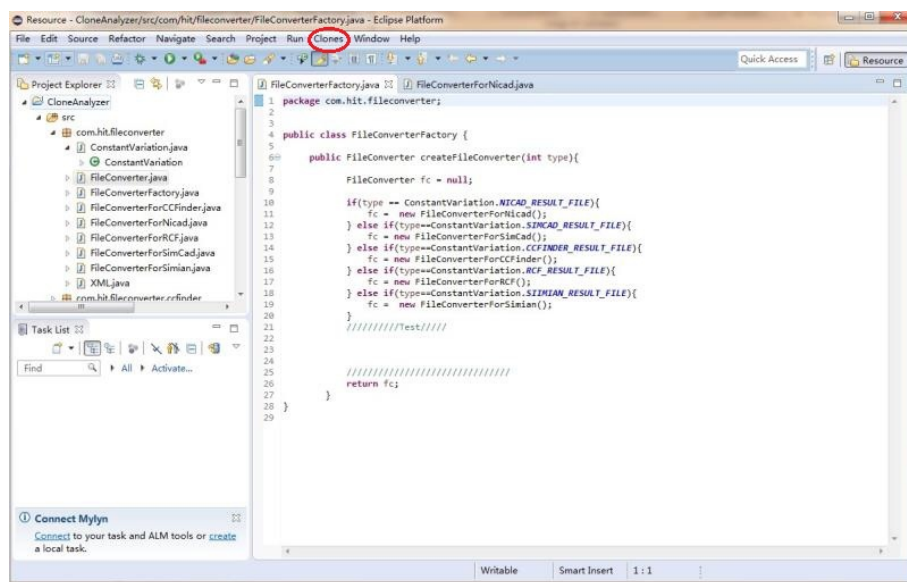 Resource - CloneAnalyzer/src/com/hit/fileconverter/FileConverterFactory.java - Eclipse Platform
File Edit Source Refactor Navigate Search Project Run Clones Window Help
Quick Access
Resource
Project Explorer
CloneAnalyzer
src
com.hit.fileconverter
ConstantVariation.java
ConstantVariation
FileConverter.java
FileConverterFactory.java
FileConverterForCCFinder.java
FileConverterForNicad.java
FileConverterForRCF.java
FileConverterForSimCad.java
FileConverterForSimian.java
XML.java
com.hit.fileconverter.ccfinder
Task List
Find All Activate...
Connect Mylyn
Connect to your task and ALM tools or create
a local task.
FileConverterFactory.java FileConverterForNicad.java
1 package com.hit.fileconverter;
2
3
4 public class FileConverterFactory {
5
6 public FileConverter createFileConverter(int type){
7
8 FileConverter fc = null;
9
10 if(type == ConstantVariation.NICAD_RESULT_FILE){
11 fc = new FileConverterForNicad();
12 } else if(type==ConstantVariation.SIMCAD_RESULT_FILE){
13 fc = new FileConverterForSimCad();
14 } else if(type==ConstantVariation.CCFINDER_RESULT_FILE){
15 fc = new FileConverterForCCFinder();
16 } else if(type==ConstantVariation.RCF_RESULT_FILE){
17 fc = new FileConverterForRCF();
18 } else if(type==ConstantVariation.SIIMIAN_RESULT_FILE){
19 fc = new FileConverterForSimian();
20 }
21 //////////Test/////
22
23
24
25 ///////////////////////////////
26 return fc;
27 }
28 }
29
Writable Smart Insert 1 : 1